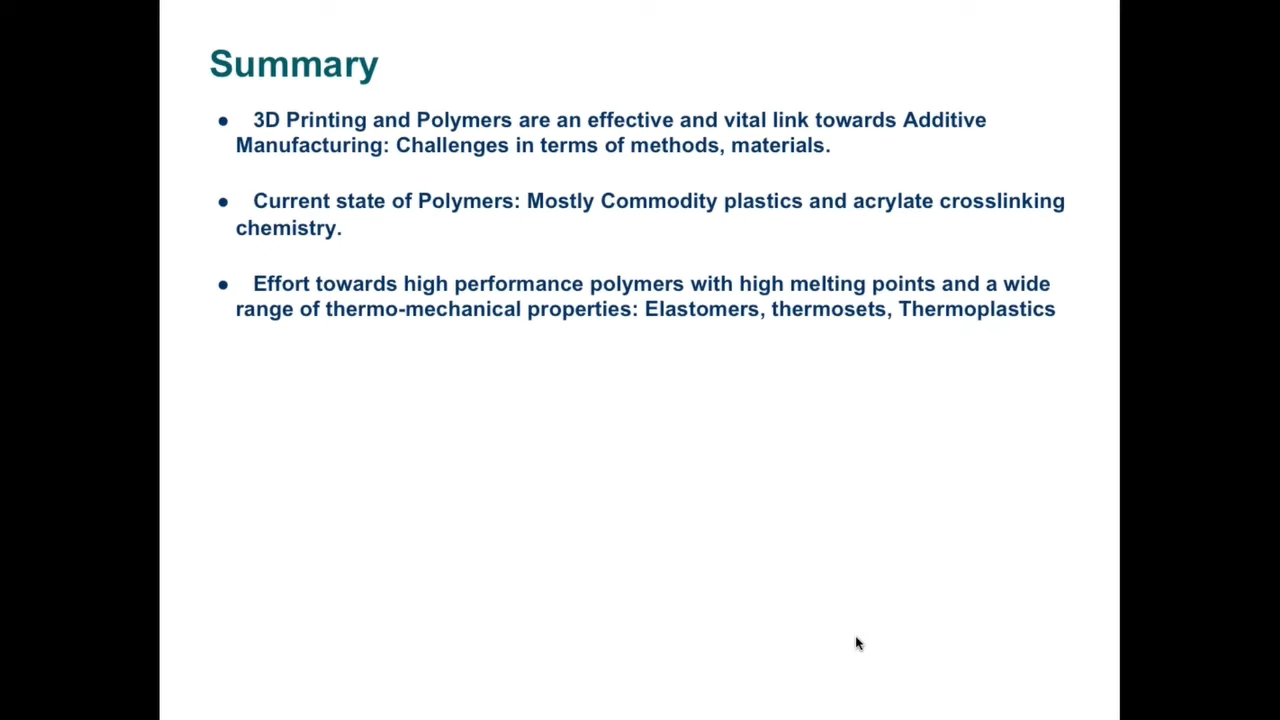 Summary
● 3D Printing and Polymers are an effective and vital link towards Additive
Manufacturing: Challenges in terms of methods, materials.
● Current state of Polymers: Mostly Commodity plastics and acrylate crosslinking
chemistry.
● Effort towards high performance polymers with high melting points and a wide
range of thermo-mechanical properties: Elastomers, thermosets, Thermoplastics